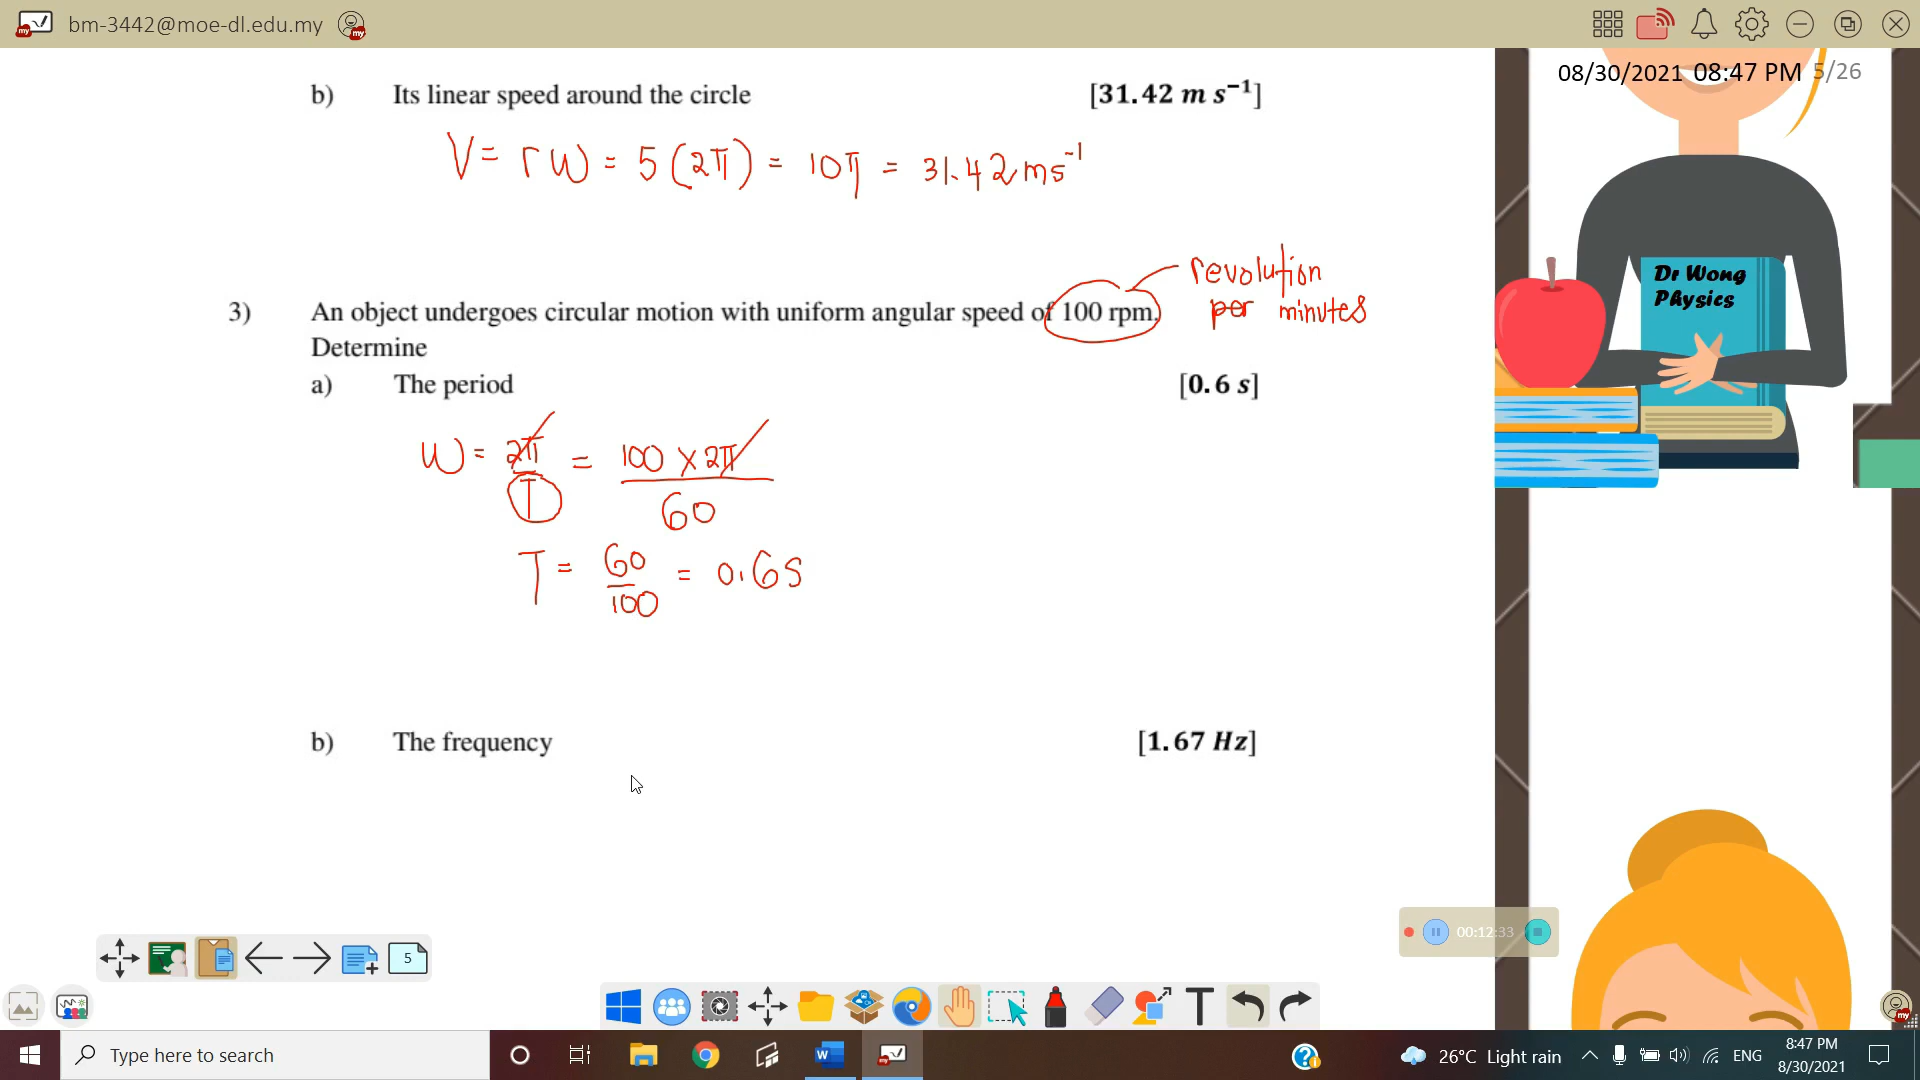 bm-3442@moe-dl.edu.my
08/30/2021 08:47 PM 5/26
b) Its linear speed around the circle [31.42 m s⁻¹]
V = rω = 5(2π) = 10π = 31.42 ms⁻¹
revolution
per minutes
3) An object undergoes circular motion with uniform angular speed of 100 rpm.
Determine
a) The period [0.6 s]
ω = 2π/T = 100 × 2π/60
T = 60/100 = 0.6 s
b) The frequency [1.67 Hz]
Dr Wong
Physics
00:12:33
5
T
Type here to search
26°C Light rain
ENG
8:47 PM
8/30/2021